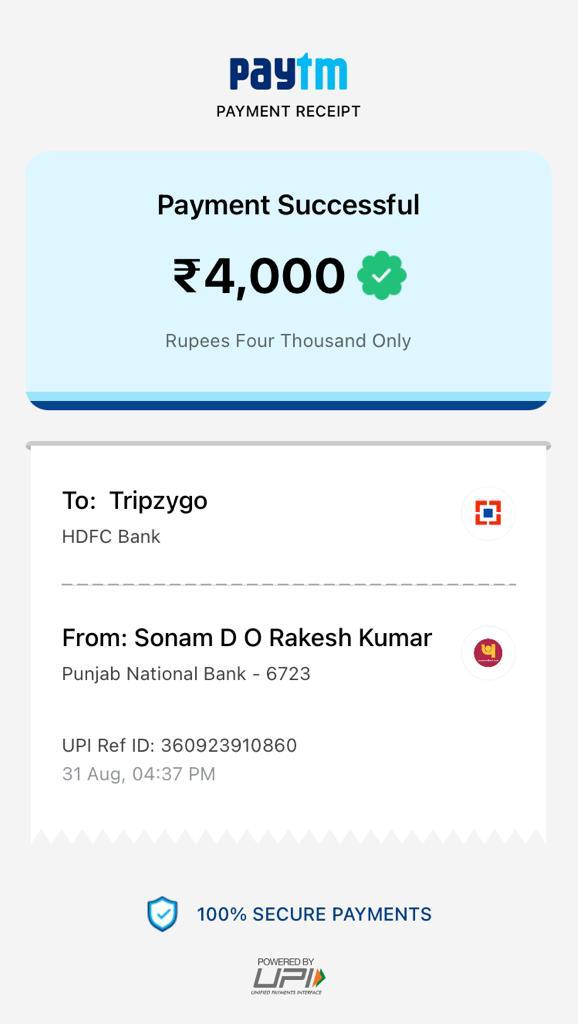 paytm
PAYMENT RECEIPT
Payment Successful
₹4,000
Rupees Four Thousand Only
To: Tripzygo
HDFC Bank
From: Sonam D O Rakesh Kumar
Punjab National Bank - 6723
UPI Ref ID: 360923910860
31 Aug, 04:37 PM
100% SECURE PAYMENTS
POWERED BY
UPI
UNIFIED PAYMENTS INTERFACE